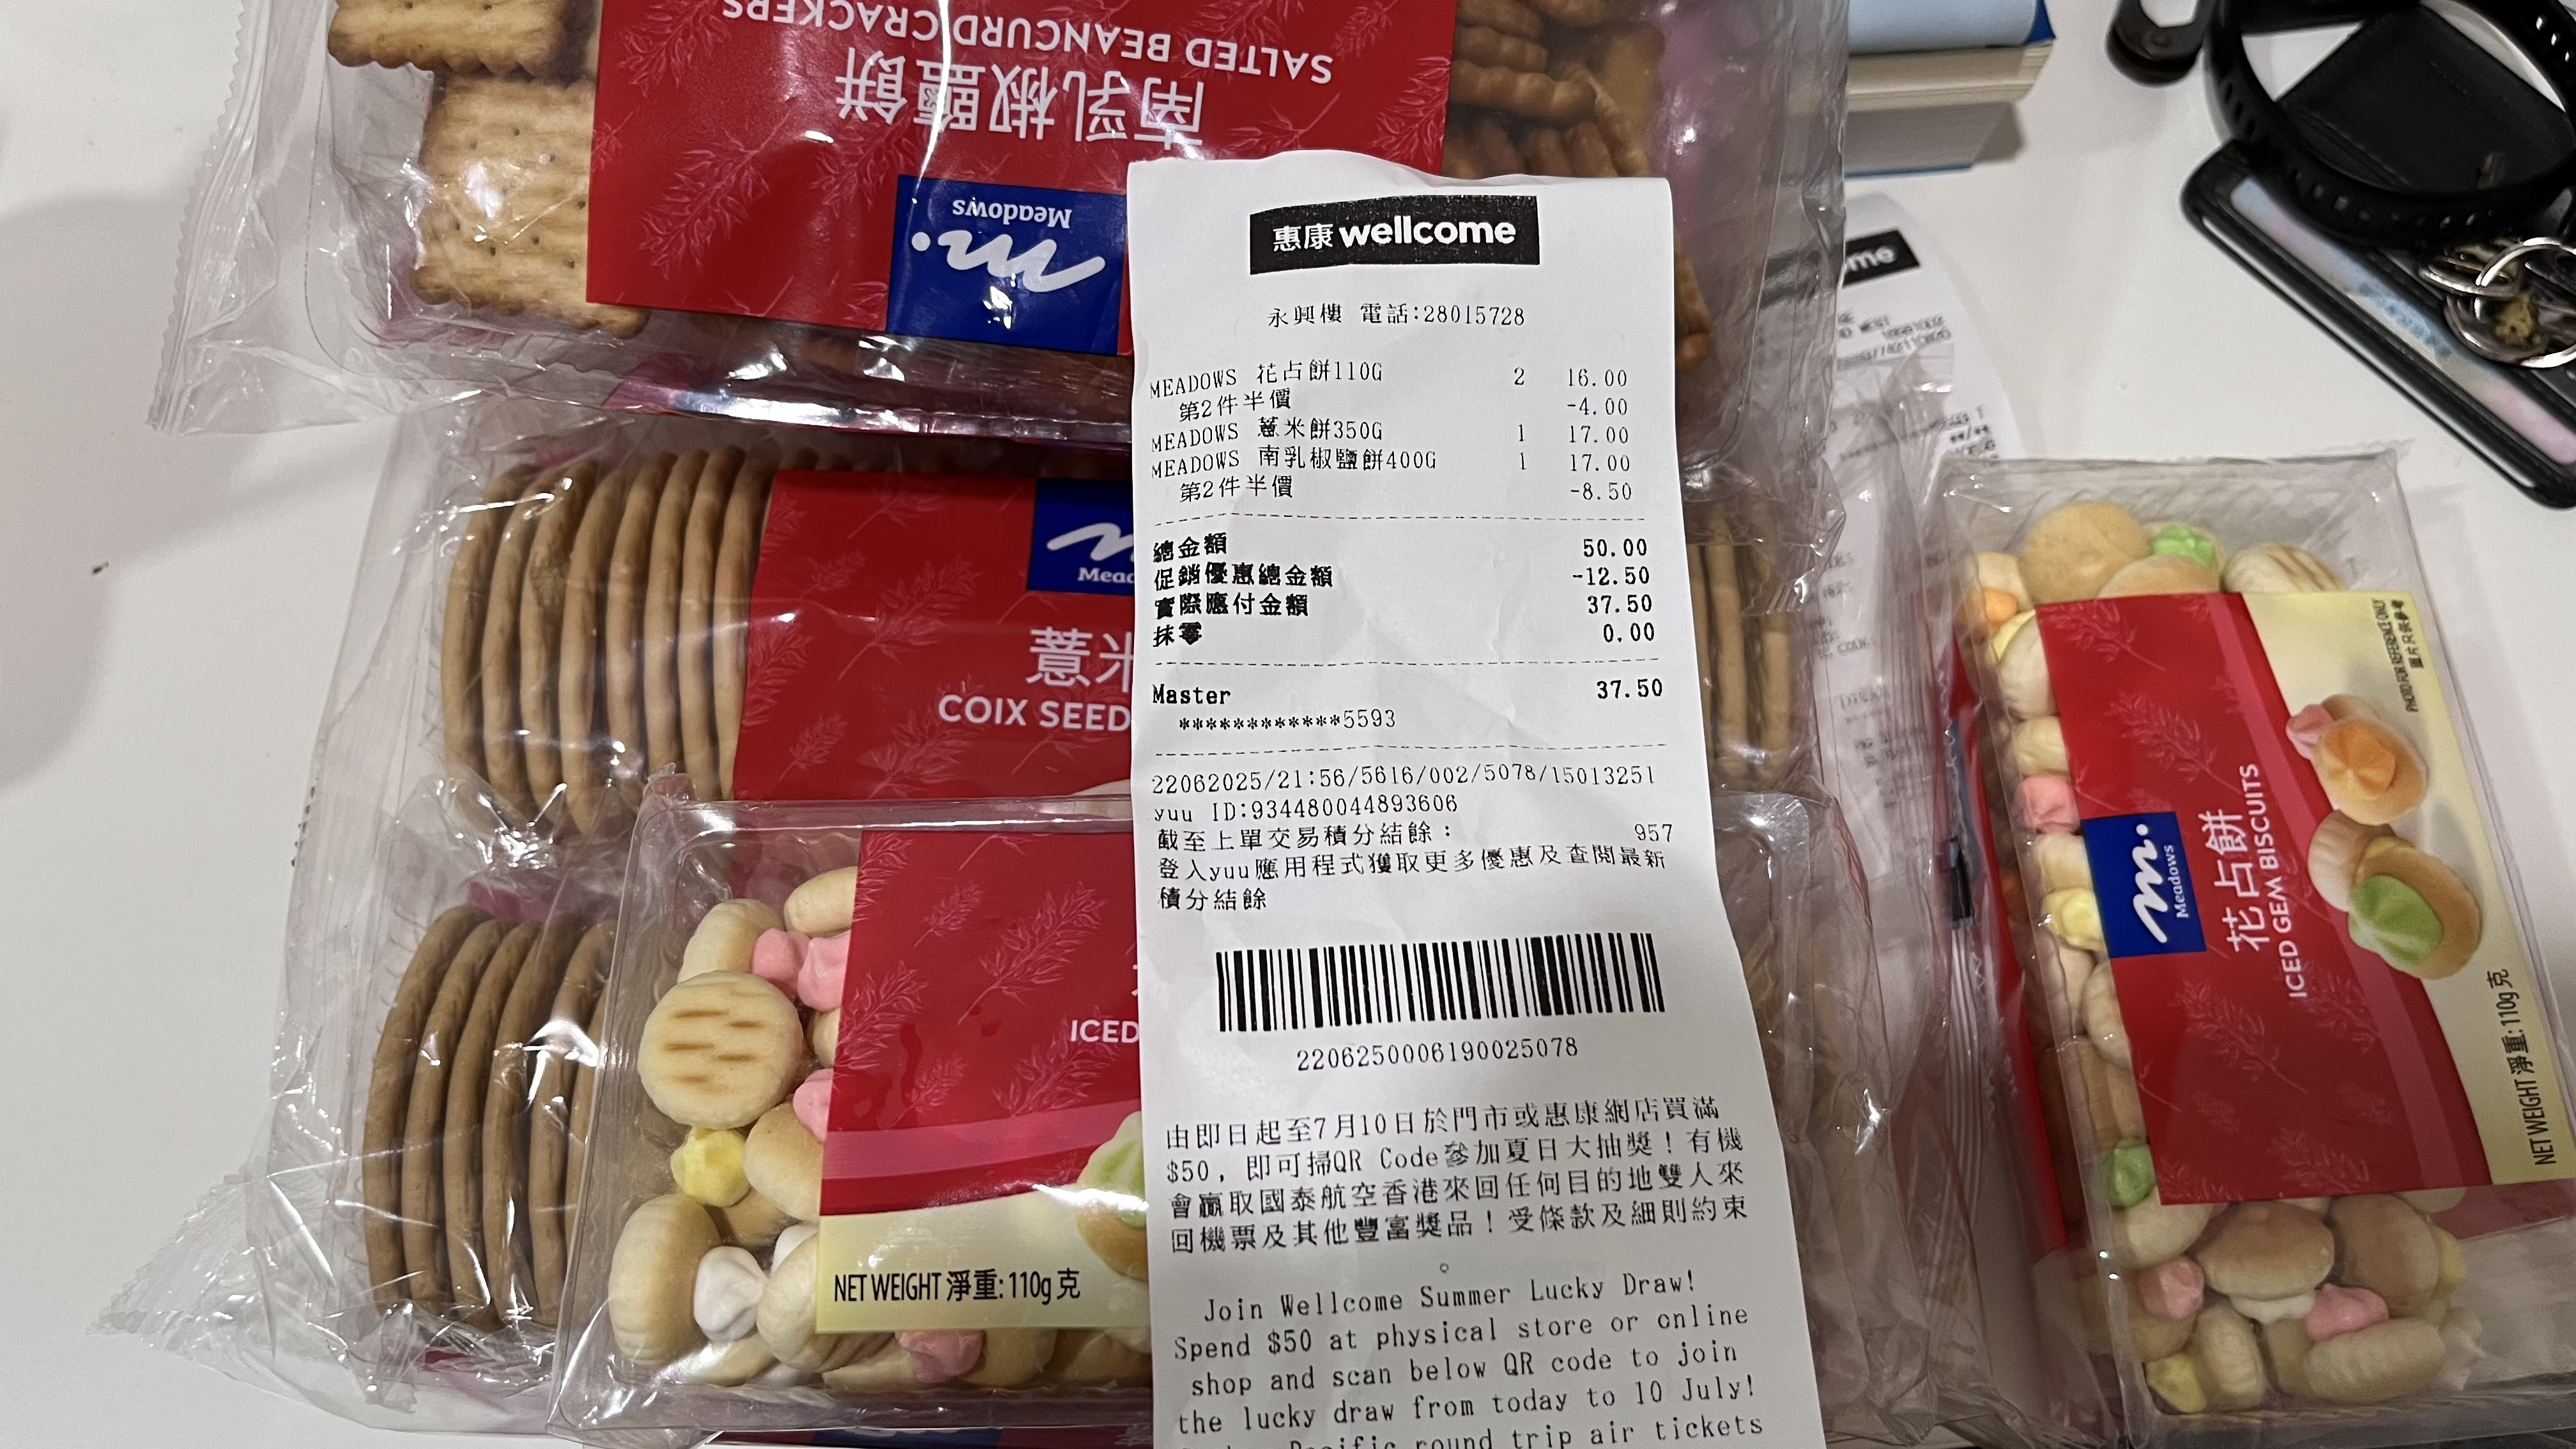 SALTED BEANCURD CRACKERS
南乳椒鹽餅
m.
Meadows
惠康 wellcome
永興樓 電話:28015728
MEADOWS 花占餅110G 2 16.00
第2件半價 -4.00
MEADOWS 薏米餅350G 1 17.00
MEADOWS 南乳椒鹽餅400G 1 17.00
第2件半價 -8.50
總金額 50.00
促銷優惠總金額 -12.50
實際應付金額 37.50
抹零 0.00
Master 37.50
************5593
22062025/21:56/5616/002/5078/15013251
yuu ID:9344800448936​06
截至上單交易積分結餘: 957
登入yuu應用程式獲取更多優惠及查閱最新
積分結餘
2206250006190025078
由即日起至7月10日於門市或惠康網店買滿
$50, 即可掃QR Code參加夏日大抽獎! 有機
會贏取國泰航空香港來回任何目的地雙人來
回機票及其他豐富獎品! 受條款及細則約束
Join Wellcome Summer Lucky Draw!
Spend $50 at physical store or online
shop and scan below QR code to join
the lucky draw from today to 10 July!
round trip air tickets
薏米
COIX SEED
ICED
NET WEIGHT 淨重: 110g 克
m.
Meadows
花占餅
ICED GEM BISCUITS
PHOTO FOR REFERENCE ONLY
圖片只供參考
NET WEIGHT 淨重: 110g 克